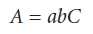 A = abC